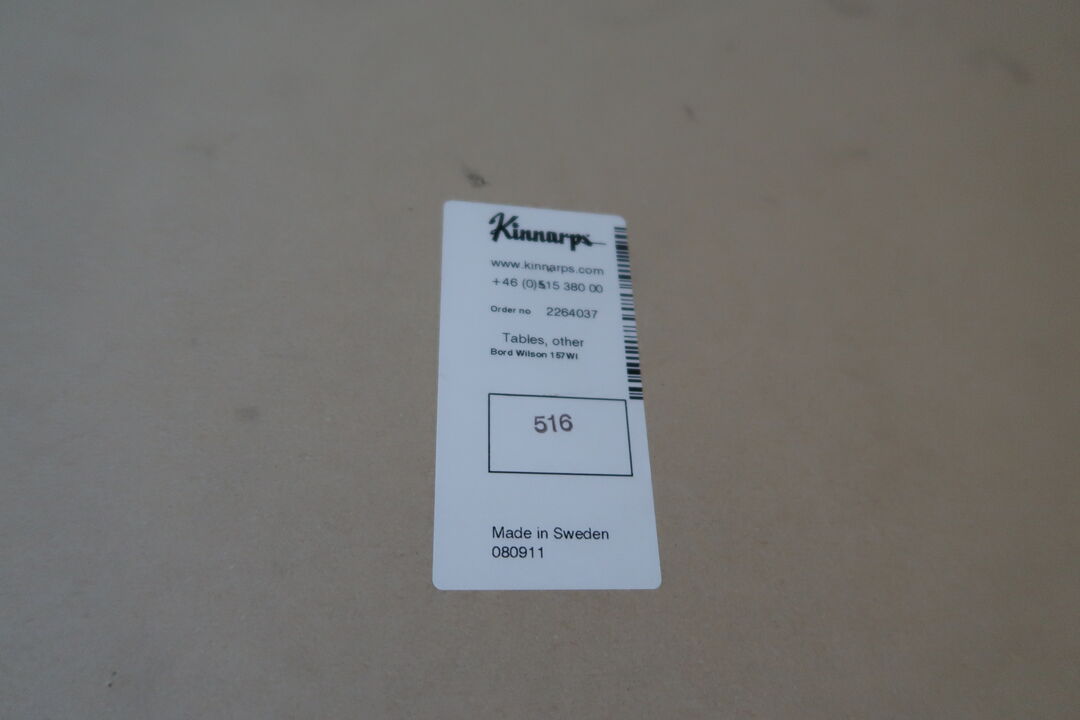 Kinnarps
www.kinnarps.com
+46 (0)515 380 00
Order no 2264037
Tables, other
Bord Wilson 157WI
516
Made in Sweden
080911